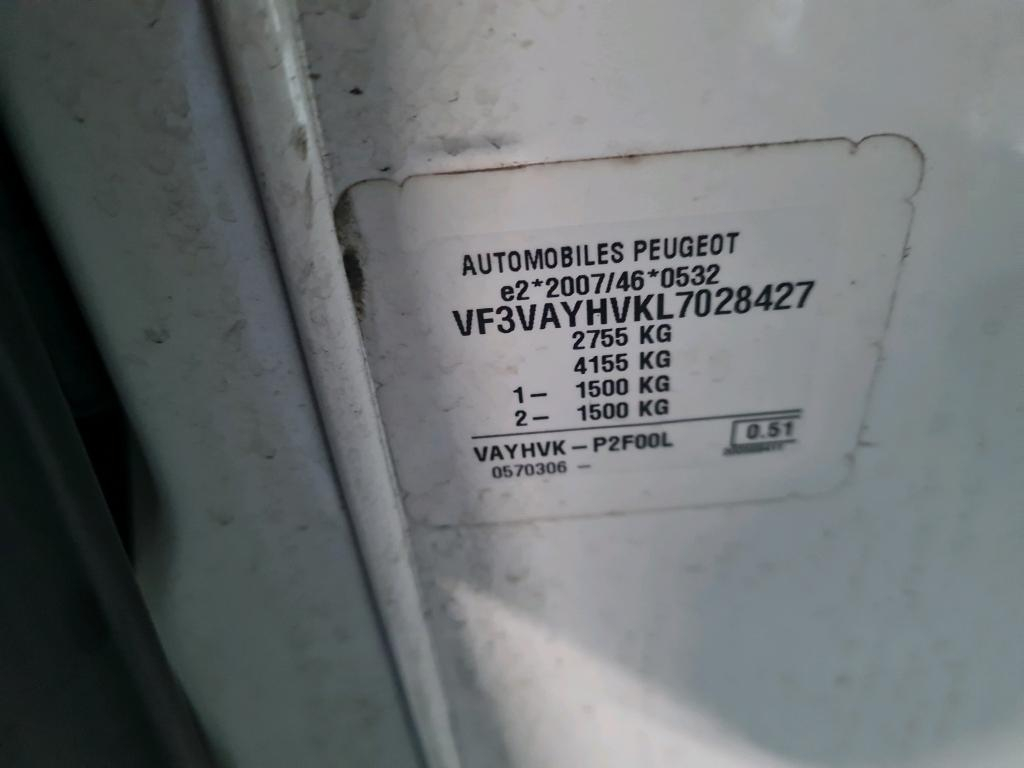 AUTOMOBILES PEUGEOT
e2*2007/46*0532
VF3VAYHVKL7028427
2755 KG
4155 KG
1– 1500 KG
2– 1500 KG
VAYHVK – P2F00L
0.51
0570306 –